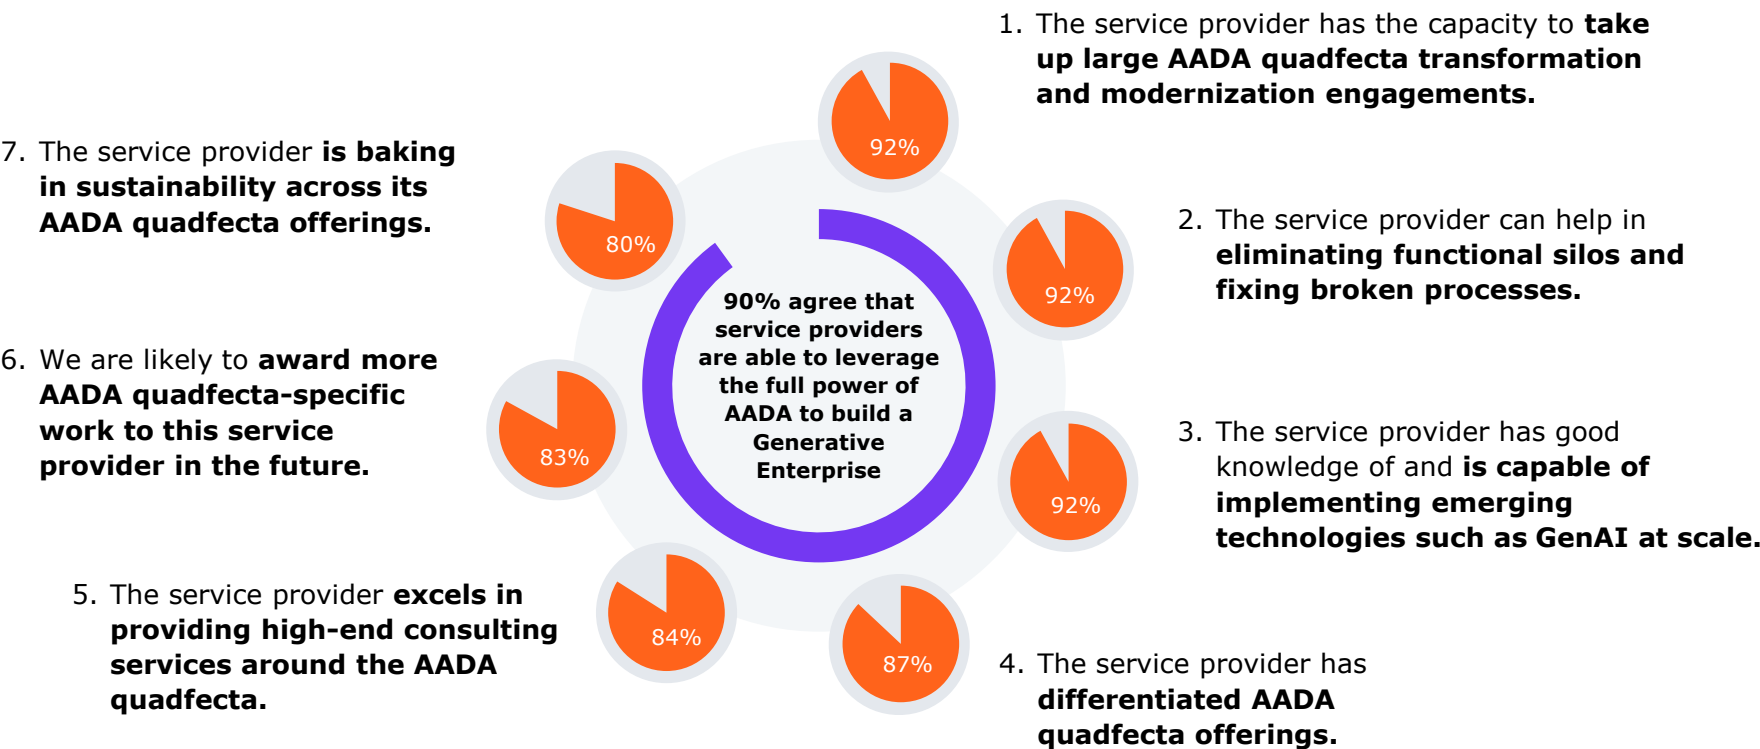 1. The service provider has the capacity to take
up large AADA quadfecta transformation
and modernization engagements.
92%
2. The service provider can help in
eliminating functional silos and
fixing broken processes.
92%
3. The service provider has good
knowledge of and is capable of
implementing emerging
technologies such as GenAI at scale.
92%
4. The service provider has
differentiated AADA
quadfecta offerings.
87%
5. The service provider excels in
providing high-end consulting
services around the AADA
quadfecta.
84%
6. We are likely to award more
AADA quadfecta-specific
work to this service
provider in the future.
83%
7. The service provider is baking
in sustainability across its
AADA quadfecta offerings.
80%
90% agree that
service providers
are able to leverage
the full power of
AADA to build a
Generative
Enterprise